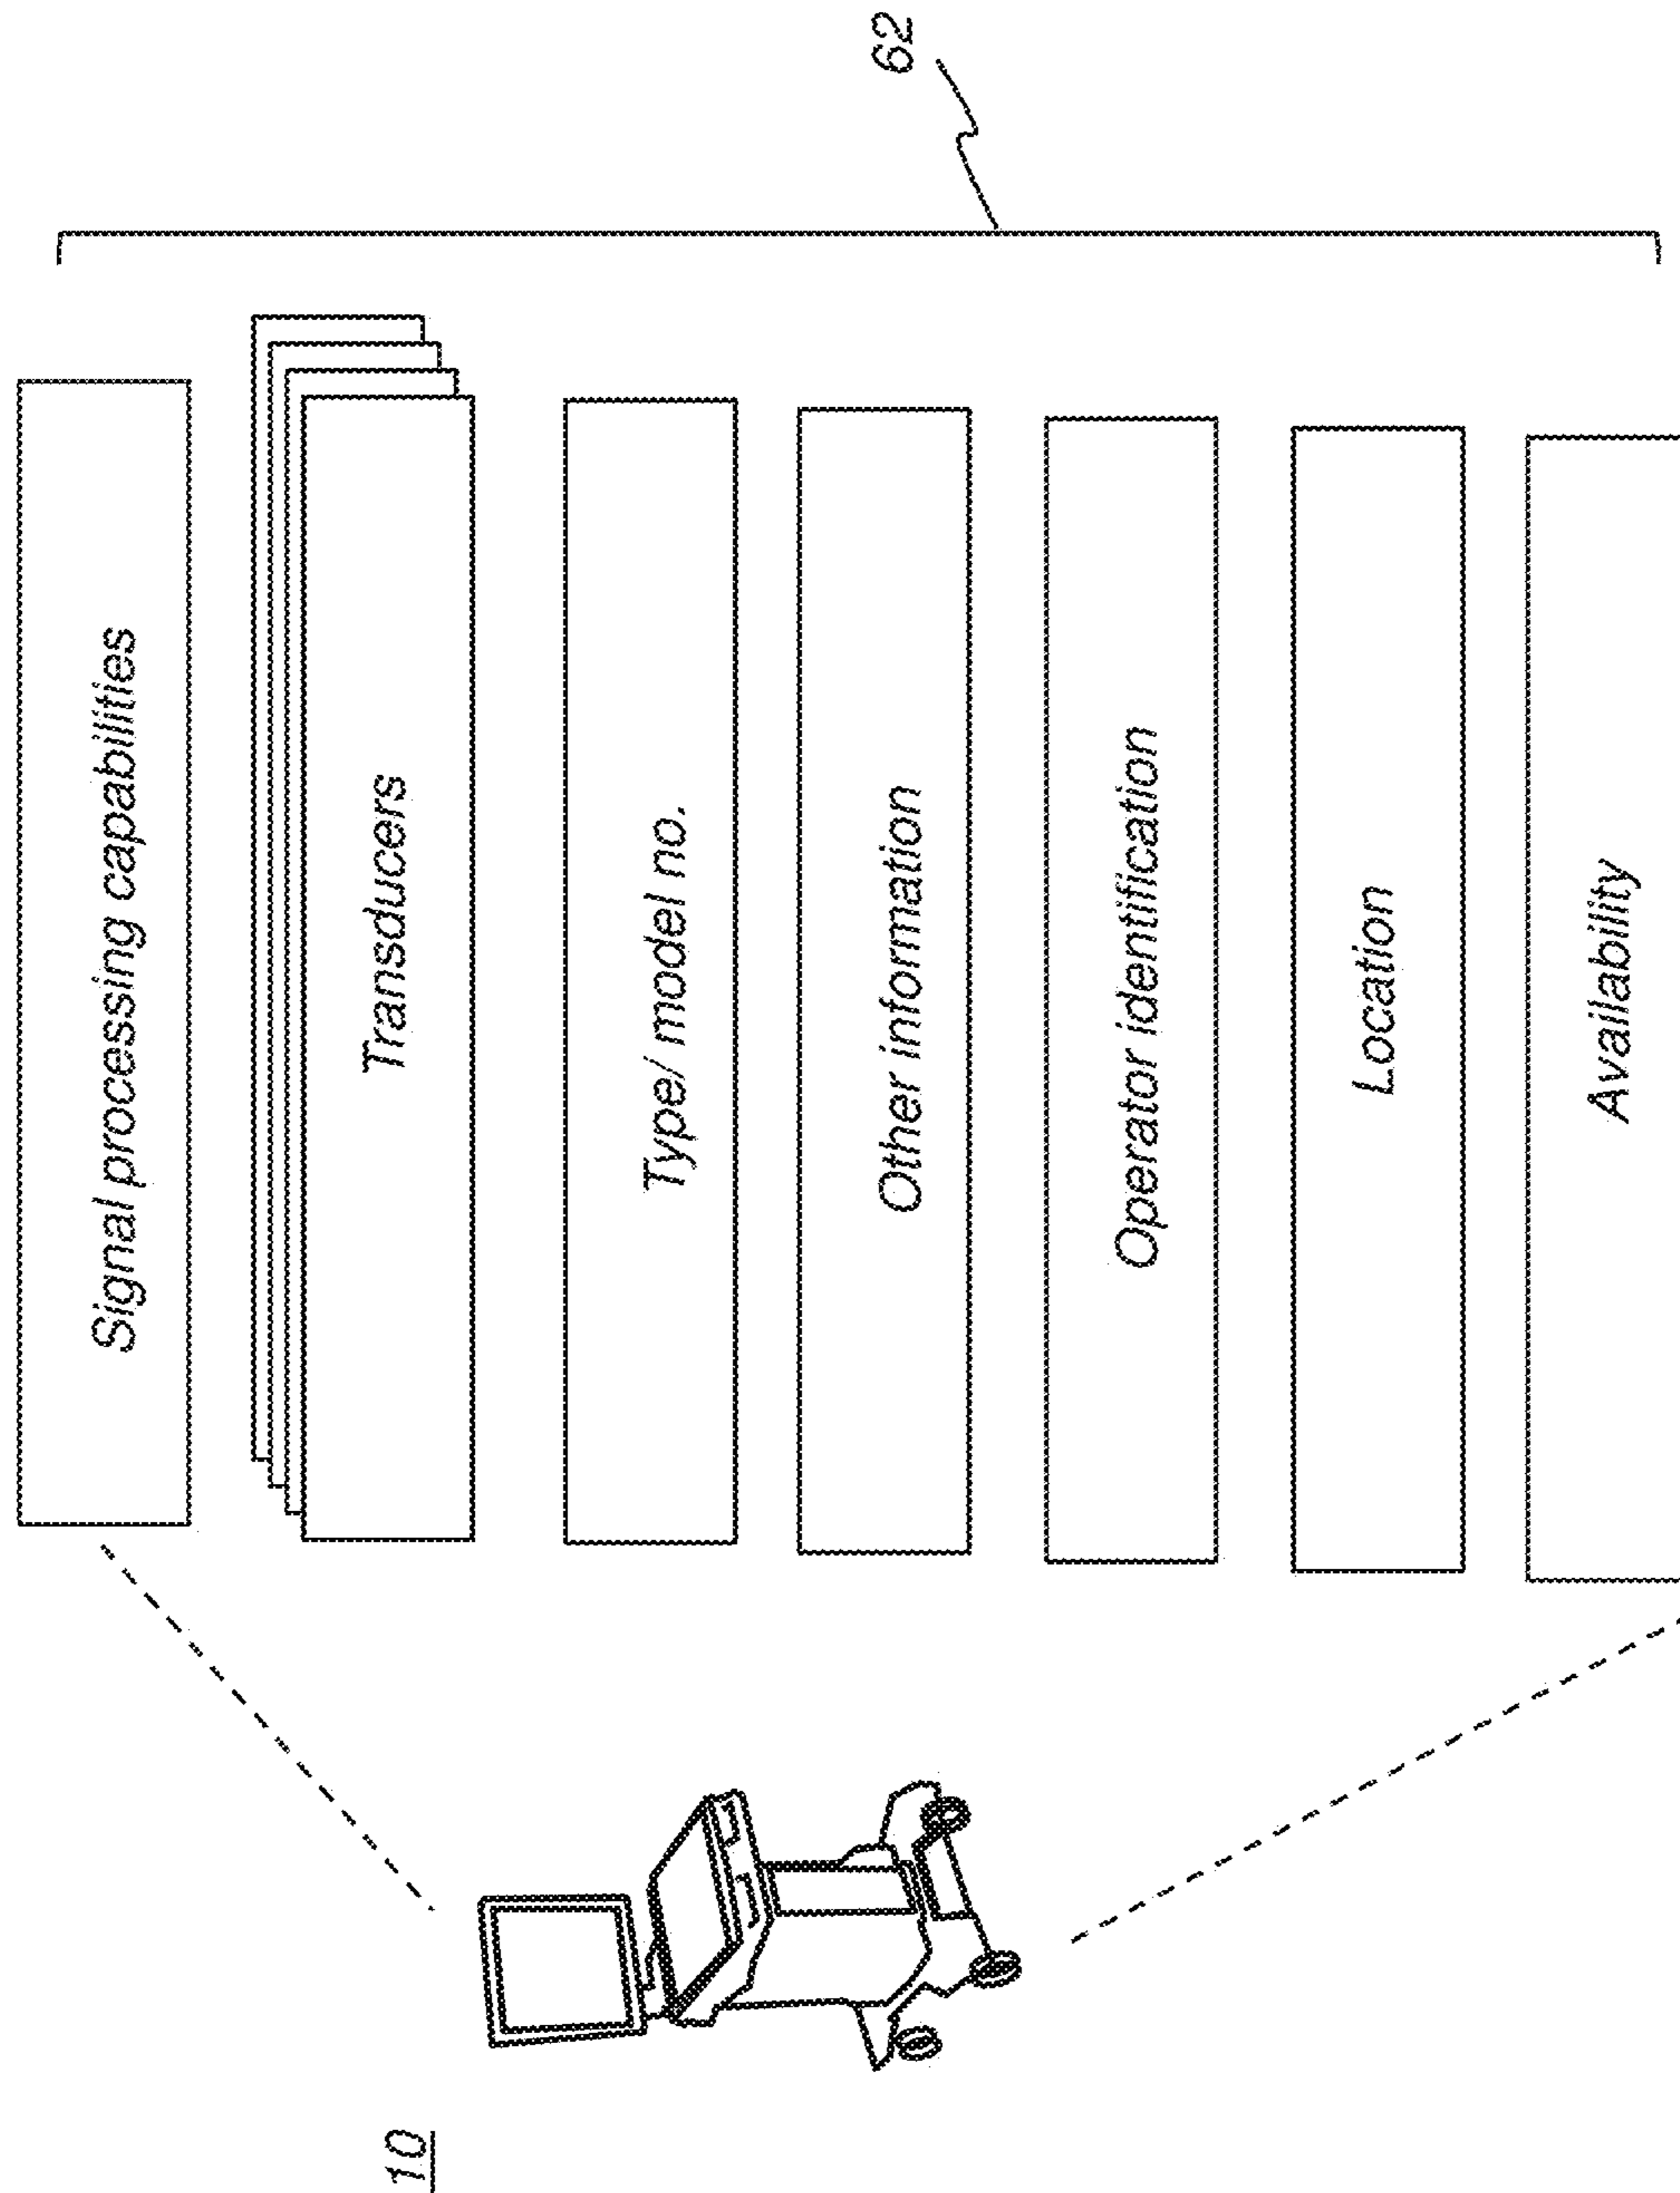 62
Signal processing capabilities
Transducers
Type/ model no.
Other information
Operator identification
Location
Availability
10